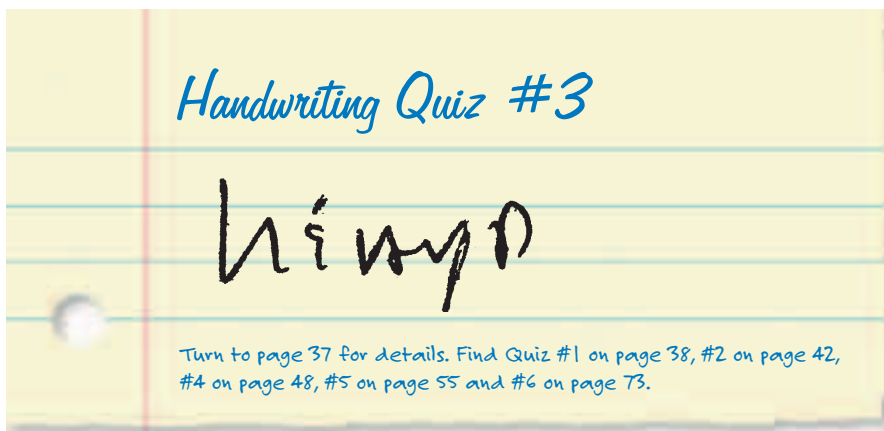 Handwriting Quiz #3
Turn to page 37 for details. Find Quiz #1 on page 38, #2 on page 42,
#4 on page 48, #5 on page 55 and #6 on page 73.